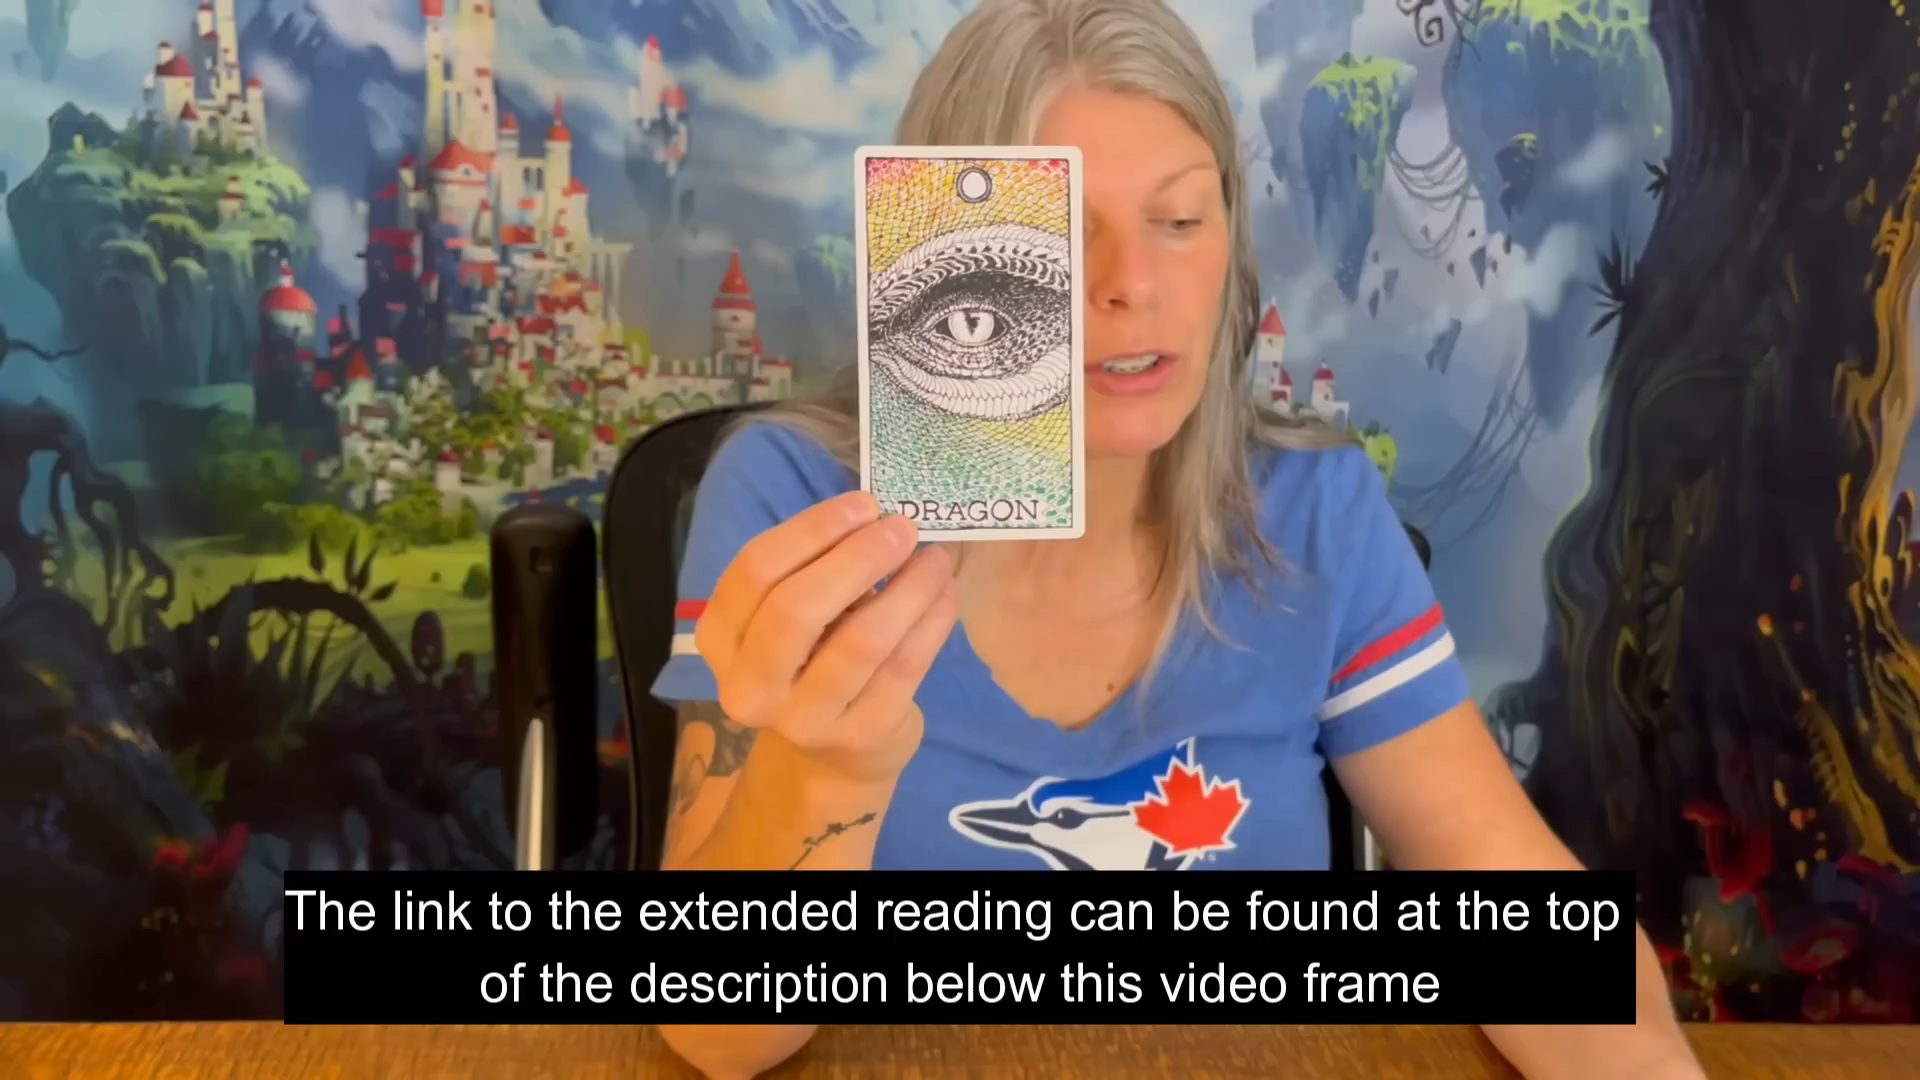 DRAGON
The link to the extended reading can be found at the top
of the description below this video frame